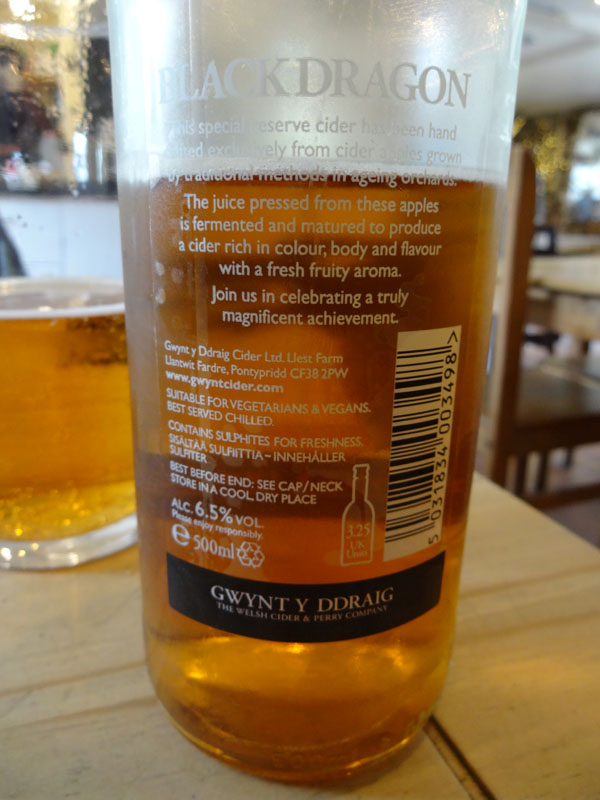 BLACK DRAGON
This special reserve cider has been hand
crafted exclusively from cider apples grown
by traditional methods in ageing orchards.
The juice pressed from these apples
is fermented and matured to produce
a cider rich in colour, body and flavour
with a fresh fruity aroma.
Join us in celebrating a truly
magnificent achievement.
Gwynt y Ddraig Cider Ltd. Llest Farm
Llantwit Fardre, Pontypridd CF38 2PW
www.gwyntcider.com
SUITABLE FOR VEGETARIANS & VEGANS.
BEST SERVED CHILLED.
CONTAINS SULPHITES FOR FRESHNESS.
SISÄLTÄÄ SULFIITTIA - INNEHÅLLER
SULFITER
BEST BEFORE END: SEE CAP/NECK
STORE IN A COOL, DRY PLACE
ALC. 6.5% VOL.
Please enjoy responsibly.
e 500ml
3.25
UK
Units
5 031834 003498 >
GWYNT Y DDRAIG
THE WELSH CIDER & PERRY COMPANY